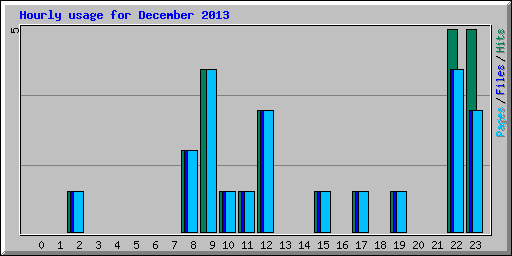 Hourly usage for December 2013
5
Pages / Files / Hits
0 1 2 3 4 5 6 7 8 9 10 11 12 13 14 15 16 17 18 19 20 21 22 23